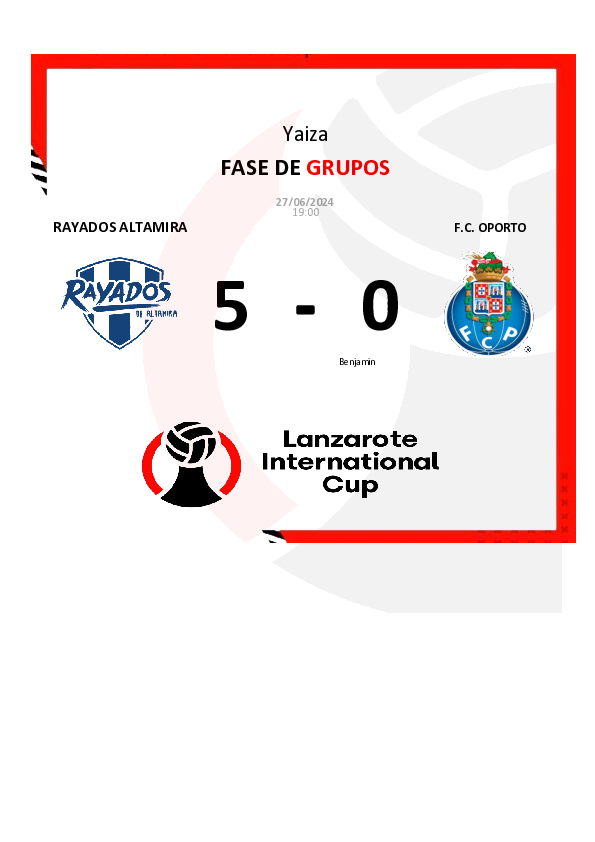 Yaiza
FASE DE GRUPOS
27/06/2024
19:00
RAYADOS ALTAMIRA
F.C. OPORTO
RAYADOS
DE ALTAMIRA
5 - 0
F C P
®
Benjamin
Lanzarote
International
Cup